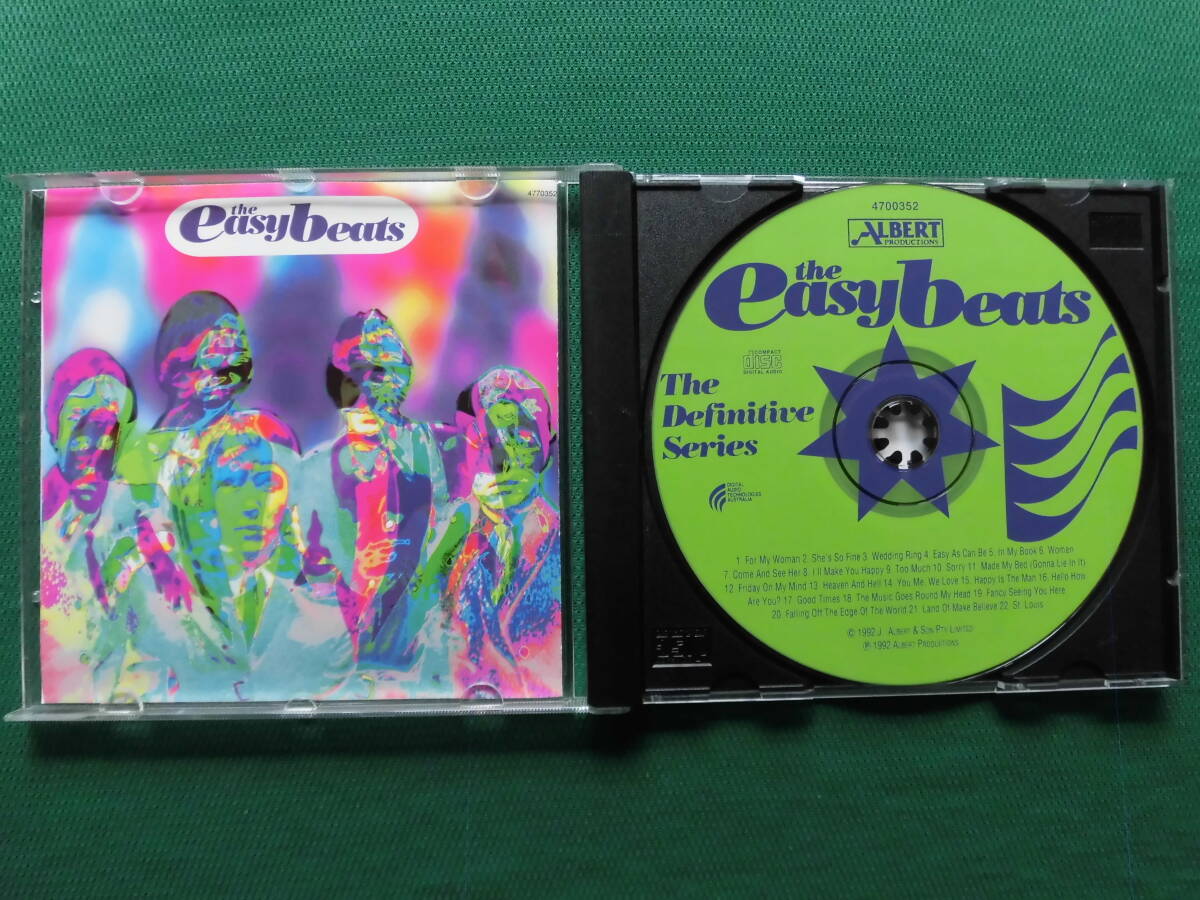 4770352
the
easybeats
4700352
ALBERT
PRODUCTIONS
the
easybeats
COMPACT
disc
DIGITAL AUDIO
The
Definitive
Series
DIGITAL
AUDIO
TECHNOLOGIES
AUSTRALIA
1. For My Woman 2. She's So Fine 3. Wedding Ring 4. Easy As Can Be 5. In My Book 6. Women
7. Come And See Her 8. I'll Make You Happy 9. Too Much 10. Sorry 11. Made My Bed (Gonna Lie In It)
12. Friday On My Mind 13. Heaven And Hell 14. You Me, We Love 15. Happy Is The Man 16. Hello How
Are You? 17. Good Times 18. The Music Goes Round My Head 19. Fancy Seeing You Here
20. Falling Off The Edge Of The World 21. Land Of Make Believe 22. St. Louis
© 1992 J. Albert & Son Pty Limited
℗ 1992 Albert Productions